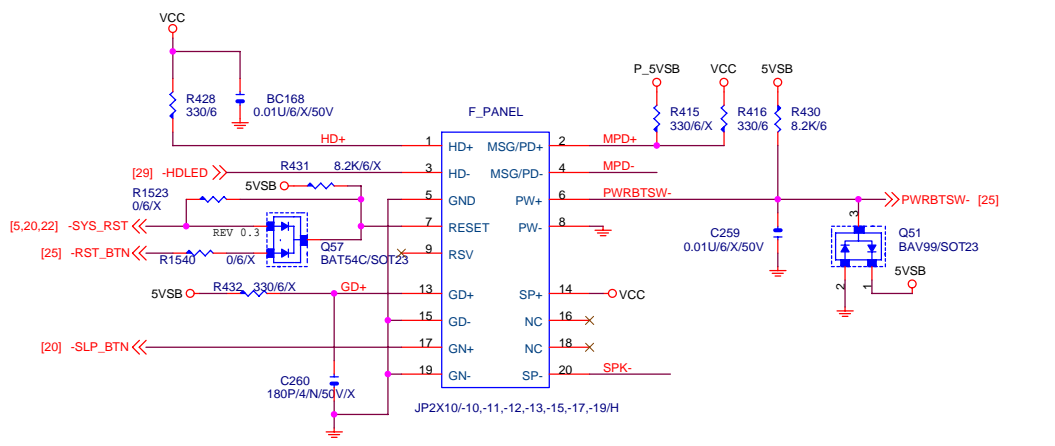 VCC
R428
330/6
BC168
0.01U/6/X/50V
HD+
[29] -HDLED
R431 8.2K/6/X
5VSB
R1523
0/6/X
[5,20,22] -SYS_RST
REV 0.3
[25] -RST_BTN
R1540
0/6/X
Q57
BAT54C/SOT23
5VSB
R432 330/6/X
GD+
[20] -SLP_BTN
C260
180P/4/N/50V/X
F_PANEL
1 HD+ MSG/PD+ 2
3 HD- MSG/PD- 4
5 GND PW+ 6
7 RESET PW- 8
9 RSV
13 GD+ SP+ 14
15 GD- NC 16
17 GN+ NC 18
19 GN- SP- 20
JP2X10/-10,-11,-12,-13,-15,-17,-19/H
P_5VSB
VCC
5VSB
R415
330/6/X
R416
330/6
R430
8.2K/6
MPD+
MPD-
PWRBTSW-
PWRBTSW- [25]
C259
0.01U/6/X/50V
3
Q51
BAV99/SOT23
2
1
5VSB
VCC
SPK-